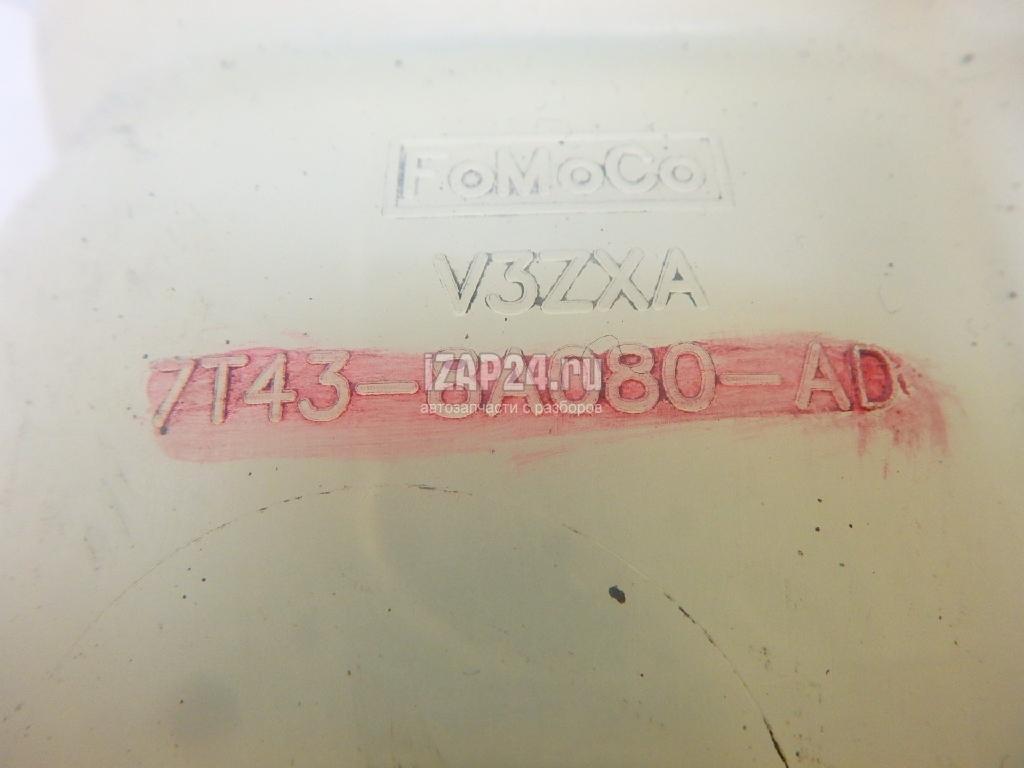 FoMoCo
V3ZXA
7T43-8A080-AD
iZAP24.ru
автозапчасти с разборов